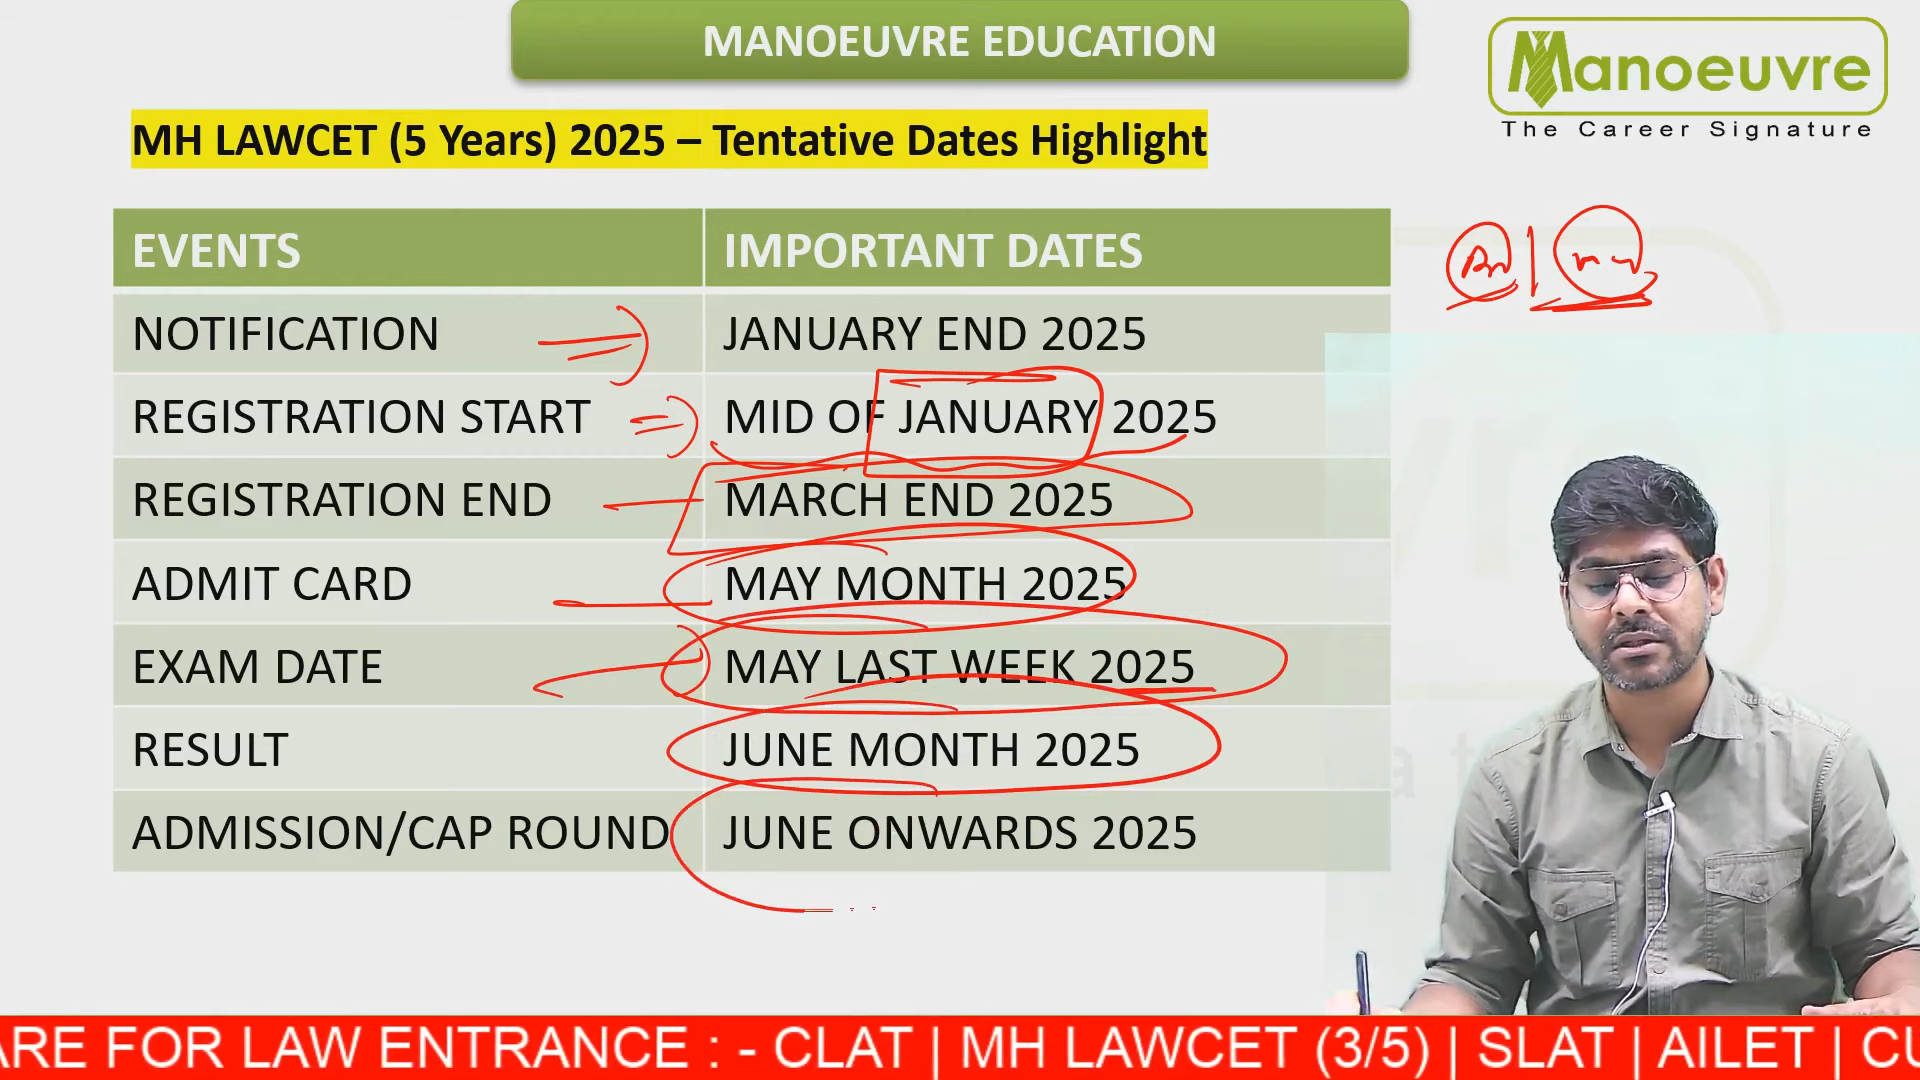 MANOEUVRE EDUCATION
Manoeuvre
The Career Signature
MH LAWCET (5 Years) 2025 – Tentative Dates Highlight
EVENTS IMPORTANT DATES
NOTIFICATION JANUARY END 2025
REGISTRATION START MID OF JANUARY 2025
REGISTRATION END MARCH END 2025
ADMIT CARD MAY MONTH 2025
EXAM DATE MAY LAST WEEK 2025
RESULT JUNE MONTH 2025
ADMISSION/CAP ROUND JUNE ONWARDS 2025
ARE FOR LAW ENTRANCE : - CLAT | MH LAWCET (3/5) | SLAT | AILET | CU